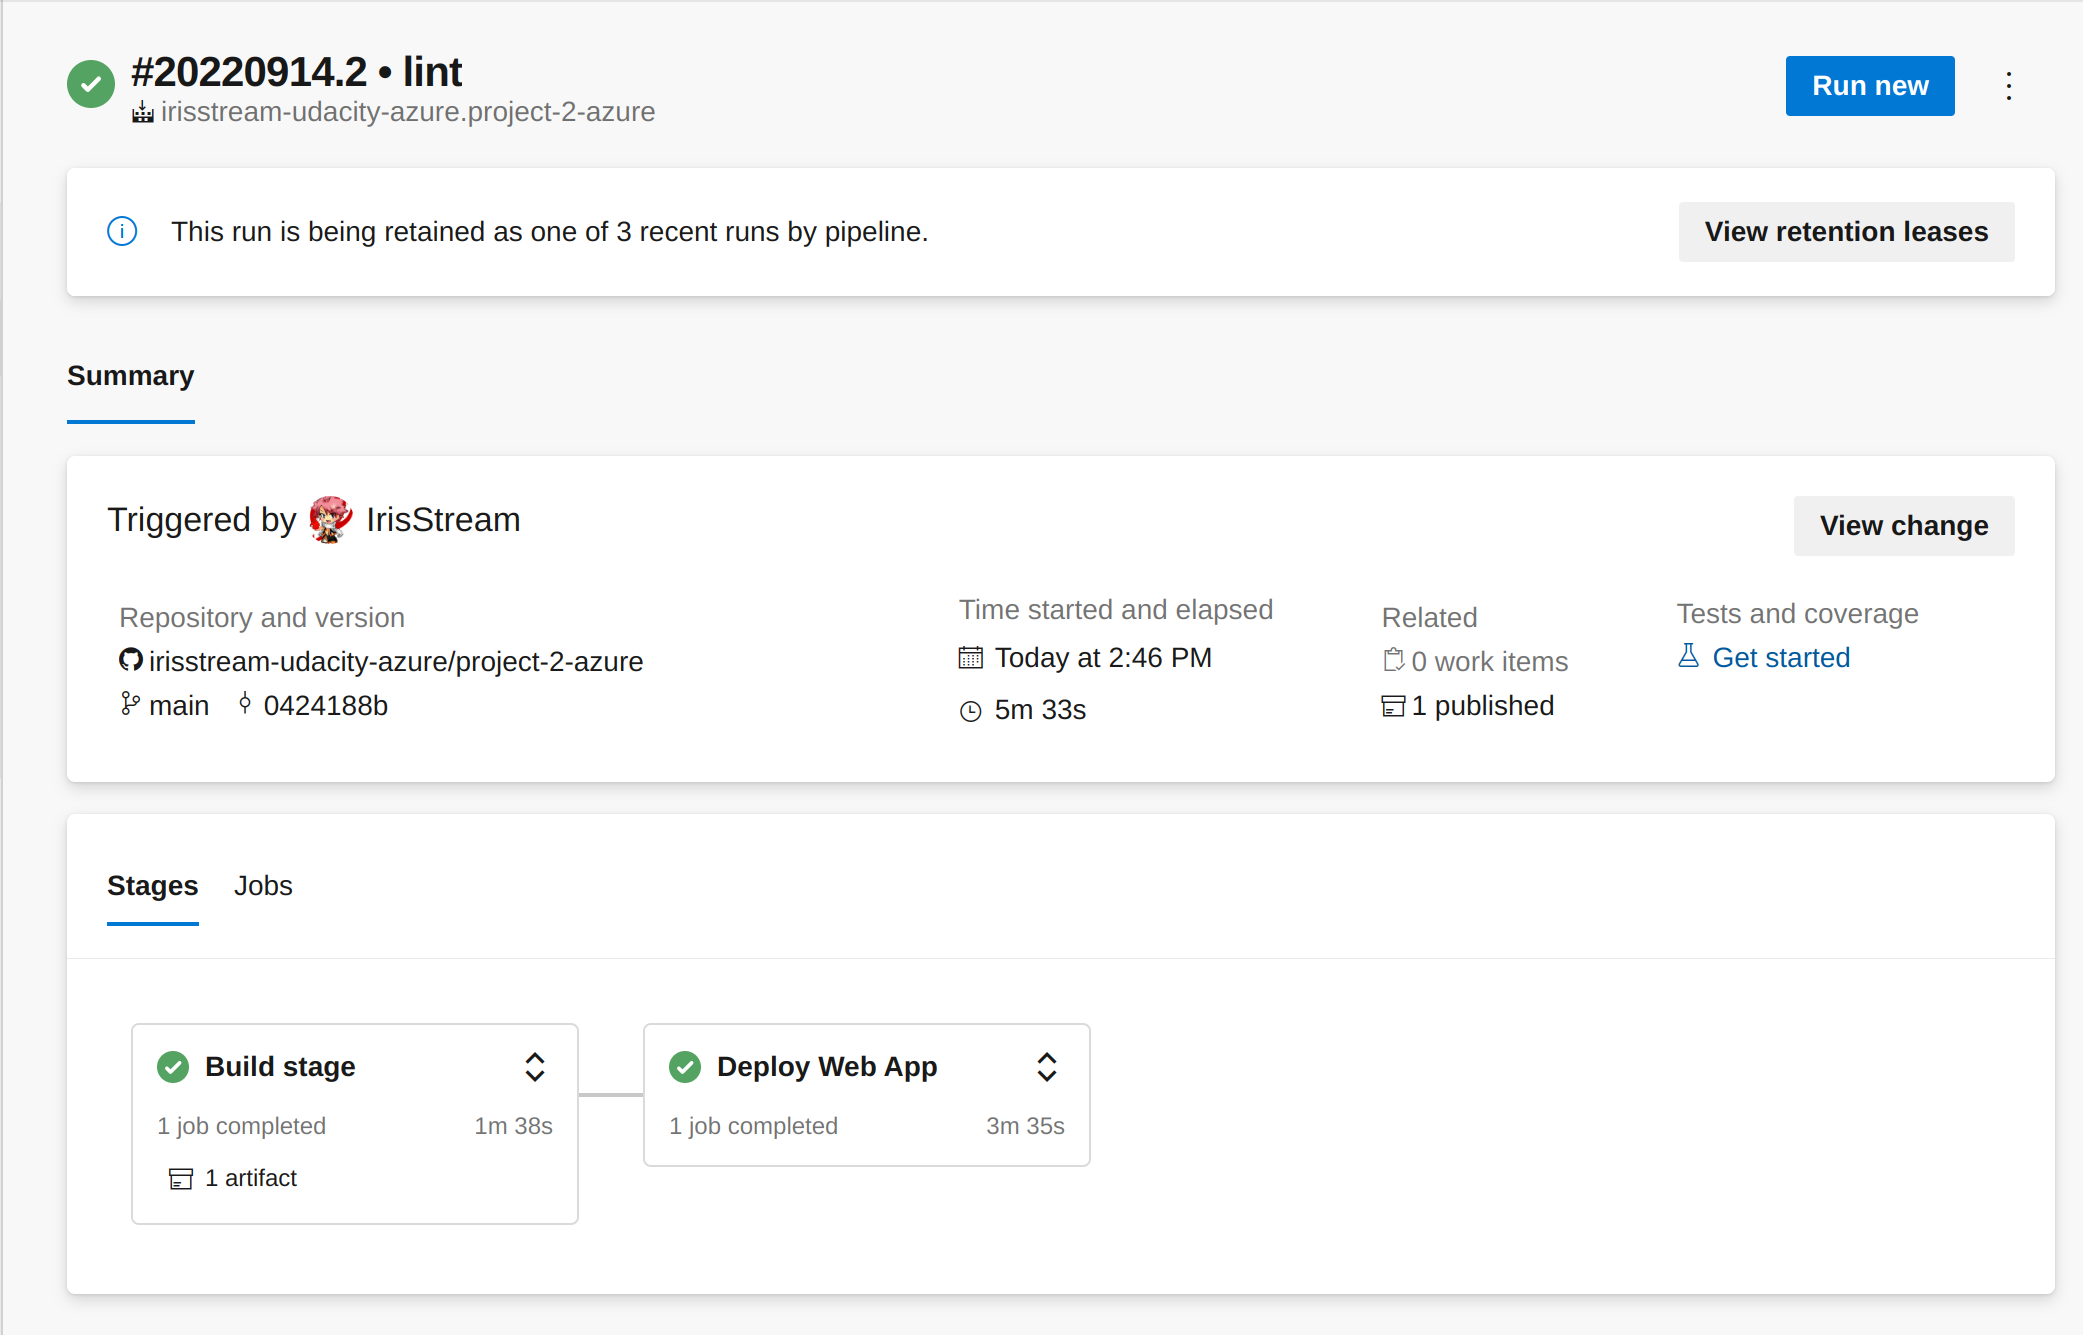 #20220914.2 • lint
irisstream-udacity-azure.project-2-azure
Run new
This run is being retained as one of 3 recent runs by pipeline.
View retention leases
Summary
Triggered by IrisStream
View change
Repository and version
irisstream-udacity-azure/project-2-azure
main 0424188b
Time started and elapsed
Today at 2:46 PM
5m 33s
Related
0 work items
1 published
Tests and coverage
Get started
Stages Jobs
Build stage
1 job completed 1m 38s
1 artifact
Deploy Web App
1 job completed 3m 35s